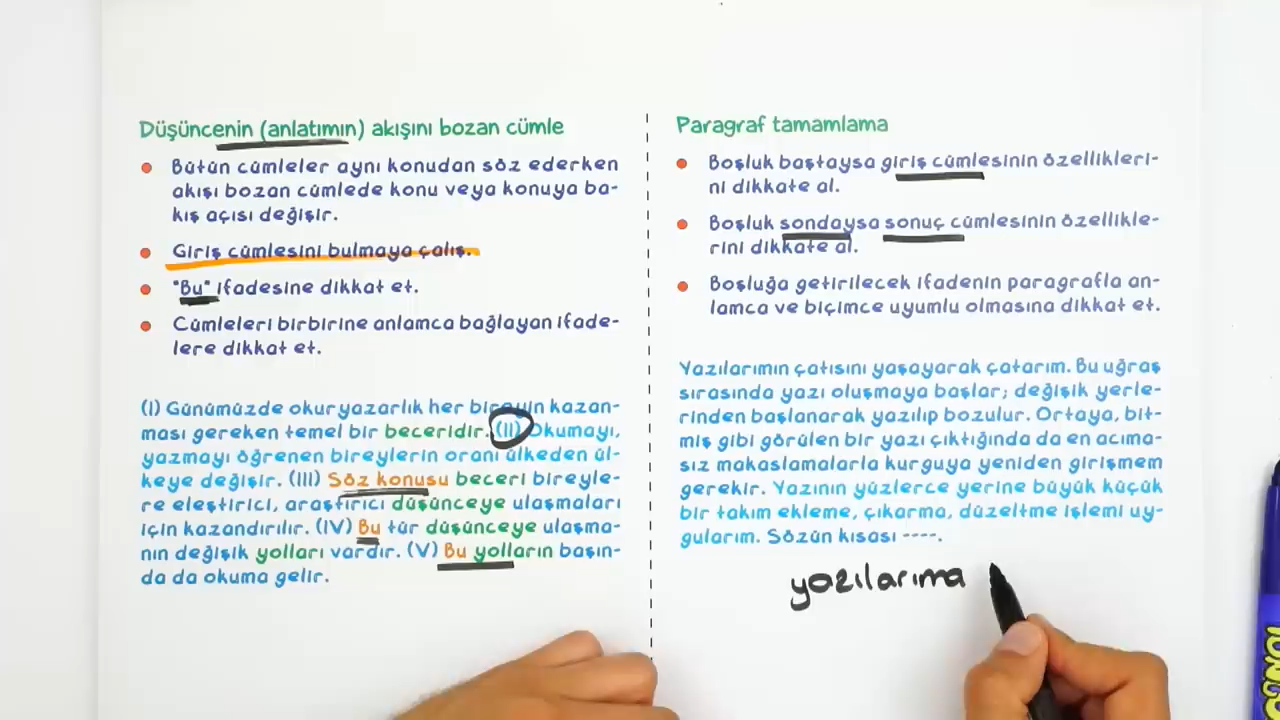 Düşüncenin (anlatımın) akışını bozan cümle
Bütün cümleler aynı konudan söz ederken
akışı bozan cümlede konu veya konuya ba-
kış açısı değişir.
Giriş cümlesini bulmaya çalış.
"Bu" ifadesine dikkat et.
Cümleleri birbirine anlamca bağlayan ifade-
lere dikkat et.
(I) Günümüzde okuryazarlık her bireyin kazan-
ması gereken temel bir beceridir. (II) Okumayı,
yazmayı öğrenen bireylerin oranı ülkeden ül-
keye değişir. (III) Söz konusu beceri bireyle-
re eleştirici, araştırıcı düşünceye ulaşmaları
için kazandırılır. (IV) Bu tür düşünceye ulaşma-
nın değişik yolları vardır. (V) Bu yolların başın-
da da okuma gelir.
Paragraf tamamlama
Boşluk baştaysa giriş cümlesinin özellikleri-
ni dikkate al.
Boşluk sondaysa sonuç cümlesinin özellikle-
rini dikkate al.
Boşluğa getirilecek ifadenin paragrafla an-
lamca ve biçimce uyumlu olmasına dikkat et.
Yazılarımın çatısını yaşayarak çatarım. Bu uğraş
sırasında yazı oluşmaya başlar; değişik yerle-
rinden başlanarak yazılıp bozulur. Ortaya, bit-
miş gibi görülen bir yazı çıktığında da en acıma-
sız makaslamalarla kurguya yeniden girişmem
gerekir. Yazının yüzlerce yerine büyük küçük
bir takım ekleme, çıkarma, düzeltme işlemi uy-
gularım. Sözün kısası ----.
yazılarıma